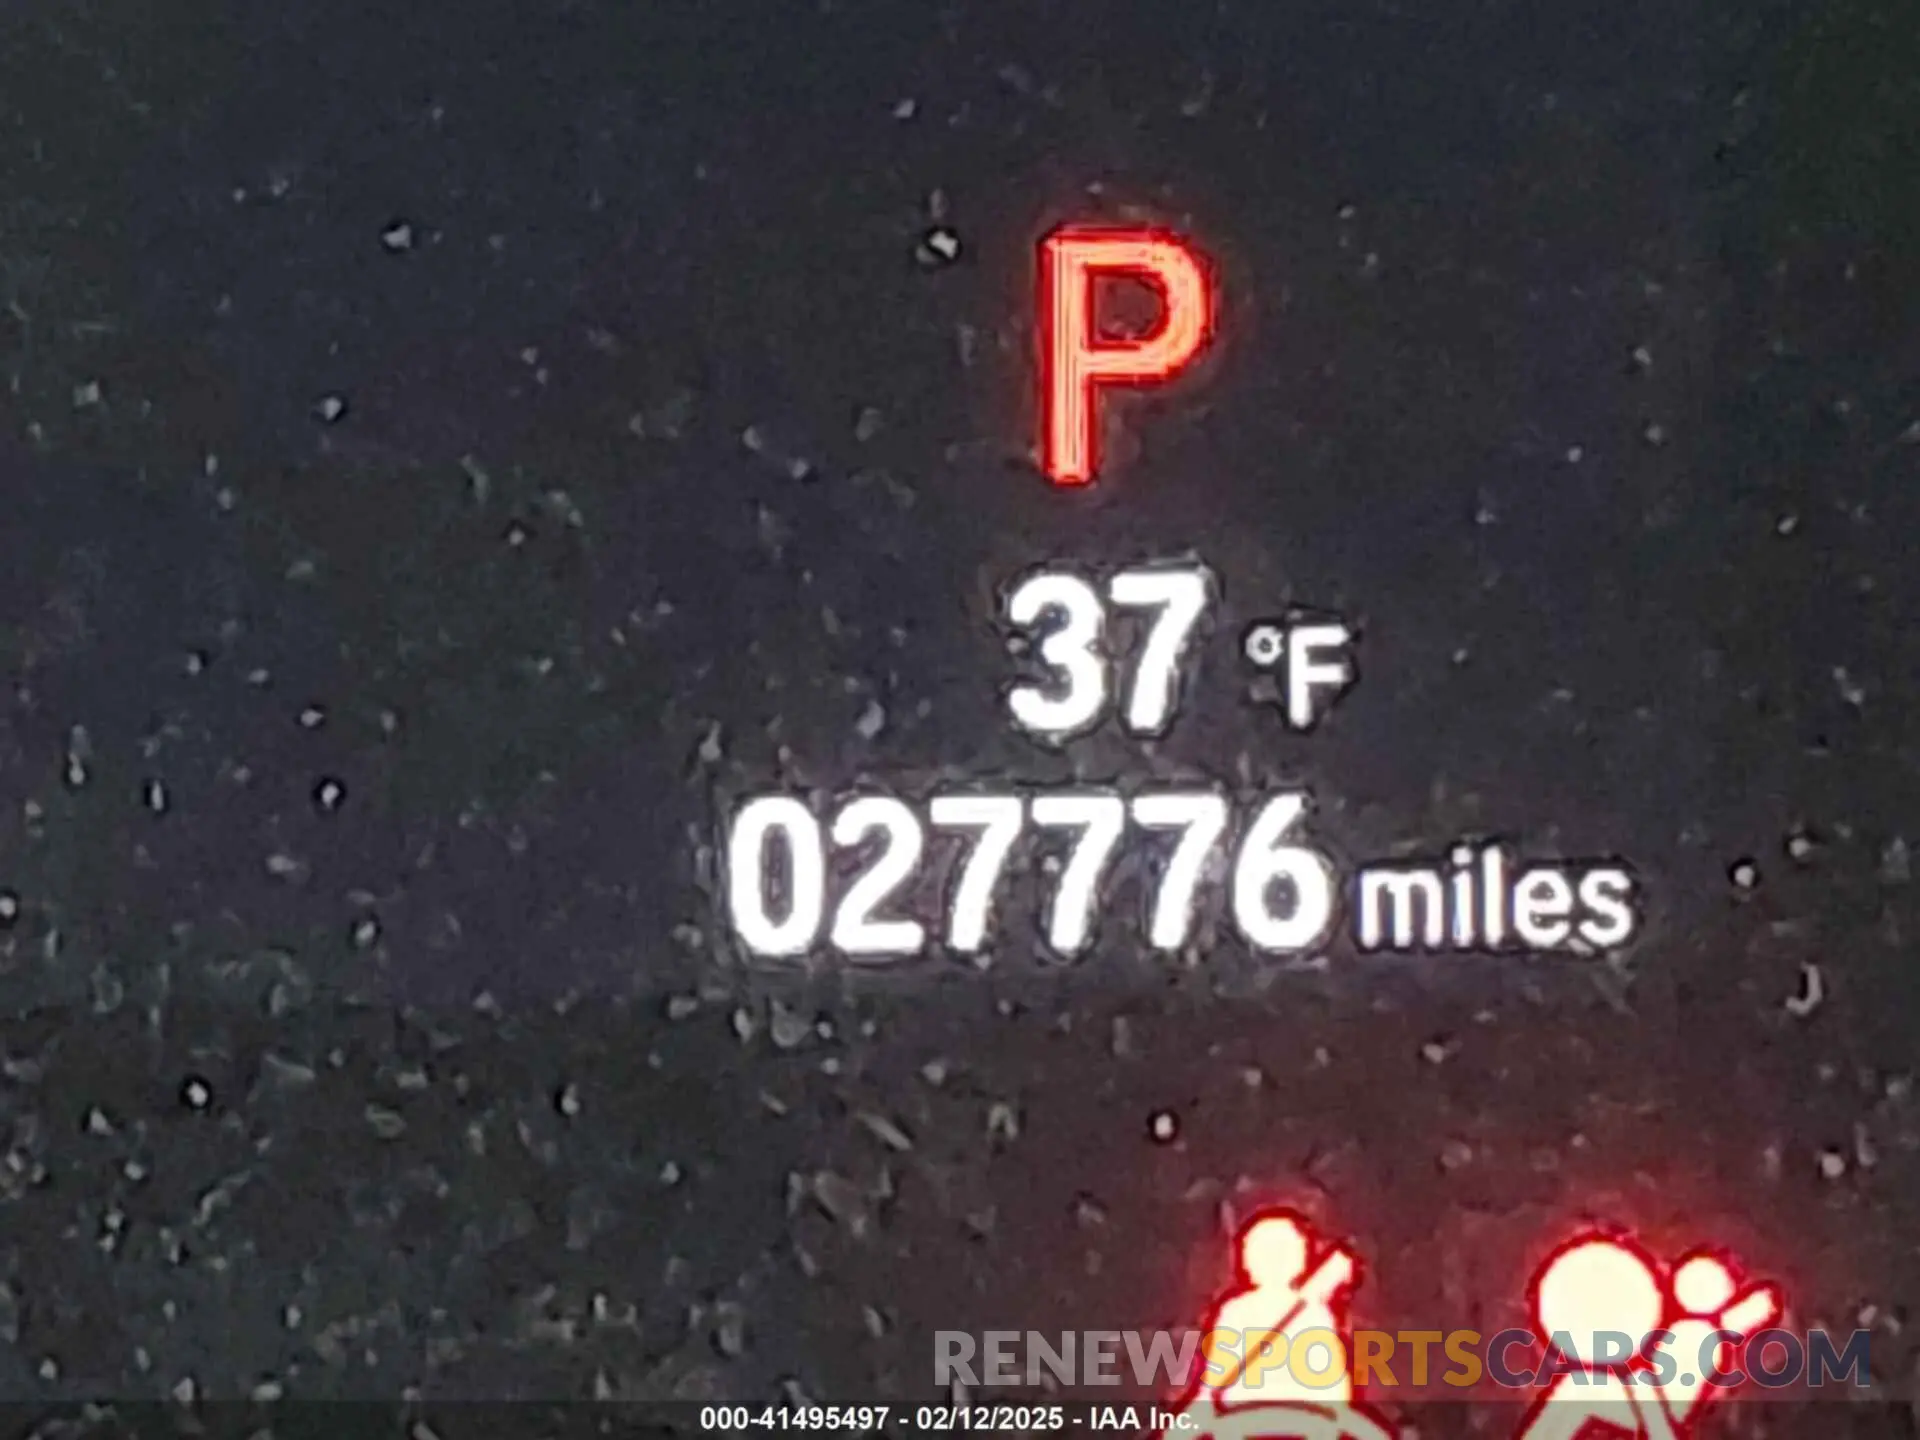 P
37 °F
027776 miles
RENEWSPORTSCARS.COM
000-41495497 - 02/12/2025 - IAA Inc.